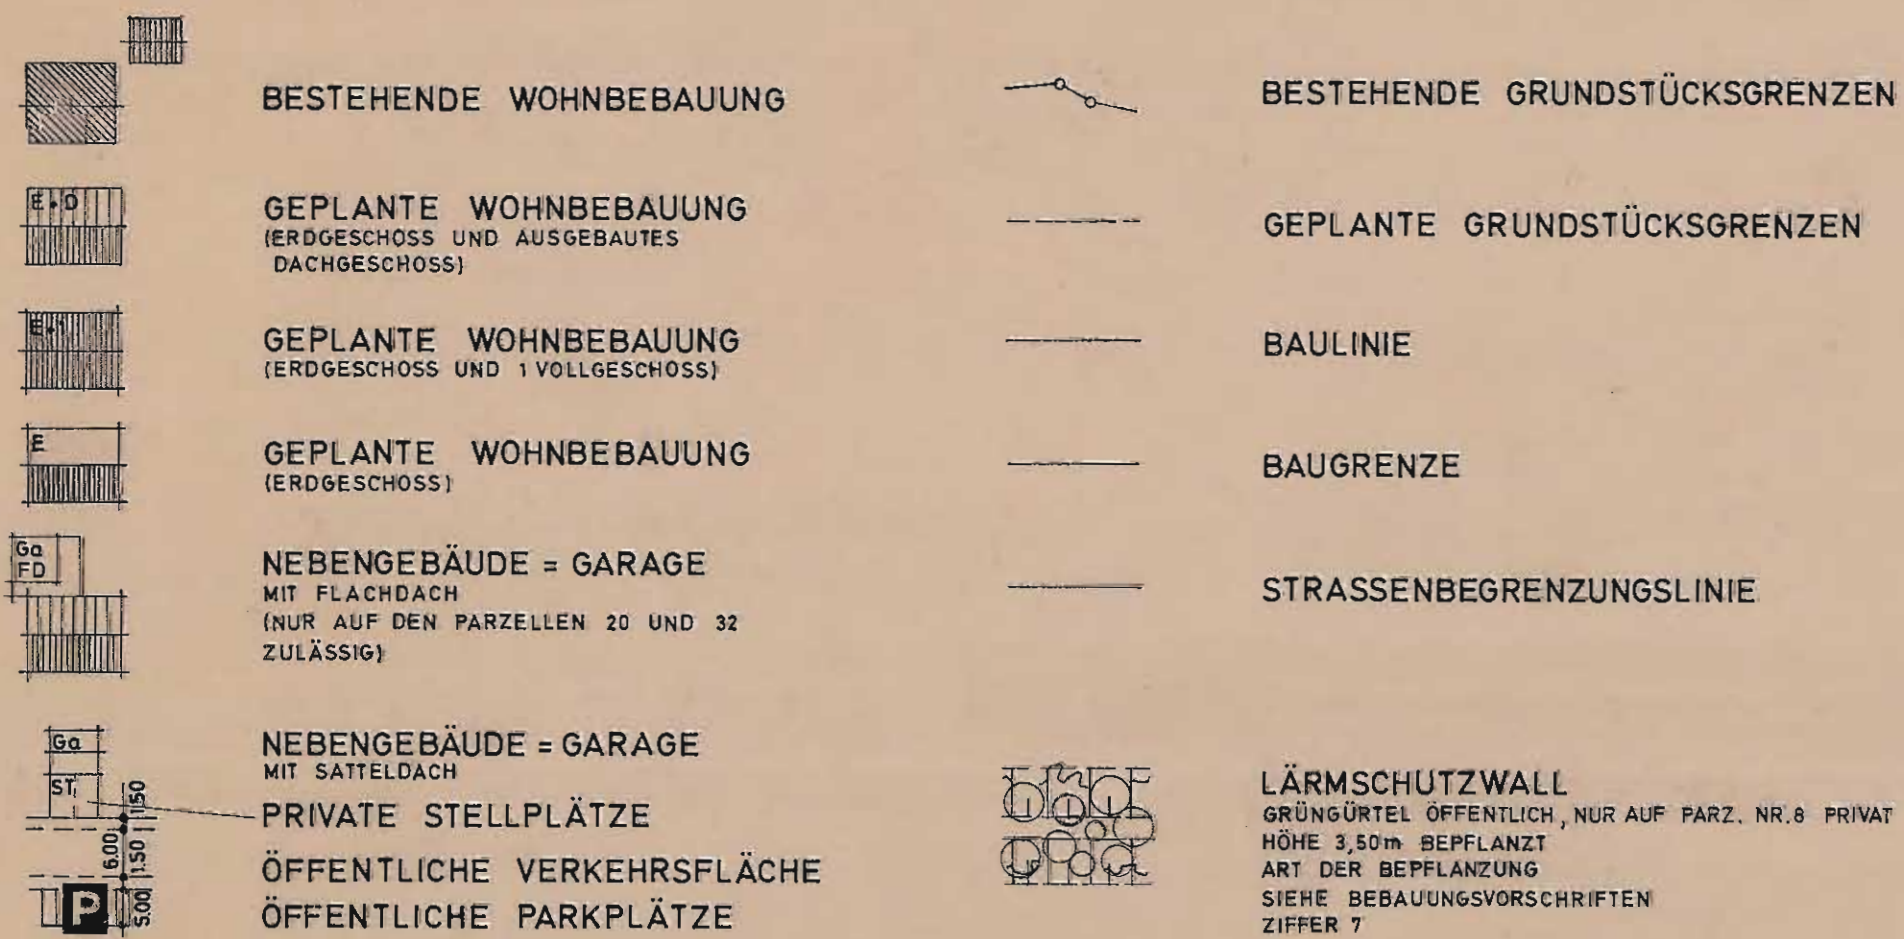 BESTEHENDE WOHNBEBAUUNG
E+D
GEPLANTE WOHNBEBAUUNG
(ERDGESCHOSS UND AUSGEBAUTES
DACHGESCHOSS)
E+1
GEPLANTE WOHNBEBAUUNG
(ERDGESCHOSS UND 1 VOLLGESCHOSS)
E
GEPLANTE WOHNBEBAUUNG
(ERDGESCHOSS)
Ga
FD
NEBENGEBÄUDE = GARAGE
MIT FLACHDACH
(NUR AUF DEN PARZELLEN 20 UND 32
ZULÄSSIG)
Ga
ST
1.50
6.00
1.50
5.00
P
NEBENGEBÄUDE = GARAGE
MIT SATTELDACH
PRIVATE STELLPLÄTZE
ÖFFENTLICHE VERKEHRSFLÄCHE
ÖFFENTLICHE PARKPLÄTZE
BESTEHENDE GRUNDSTÜCKSGRENZEN
GEPLANTE GRUNDSTÜCKSGRENZEN
BAULINIE
BAUGRENZE
STRASSENBEGRENZUNGSLINIE
LÄRMSCHUTZWALL
GRÜNGÜRTEL ÖFFENTLICH, NUR AUF PARZ. NR.8 PRIVAT
HÖHE 3,50m BEPFLANZT
ART DER BEPFLANZUNG
SIEHE BEBAUUNGSVORSCHRIFTEN
ZIFFER 7